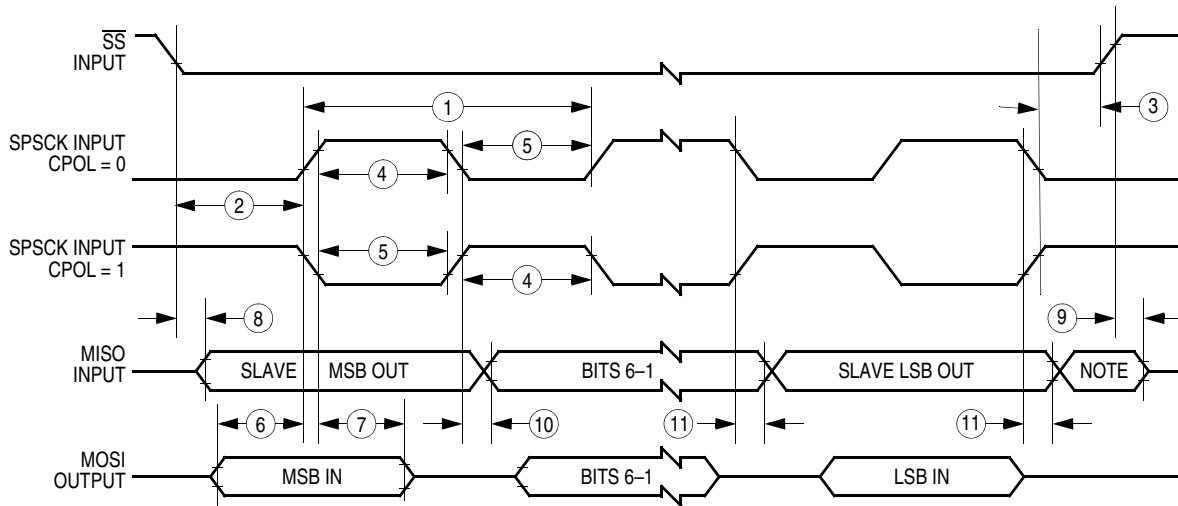 SS
INPUT
1
3
SPSCK INPUT
CPOL = 0
5
4
2
SPSCK INPUT
CPOL = 1
5
4
8
9
MISO
INPUT
SLAVE MSB OUT
BITS 6–1
SLAVE LSB OUT
NOTE
6
7
10
11
11
MOSI
OUTPUT
MSB IN
BITS 6–1
LSB IN